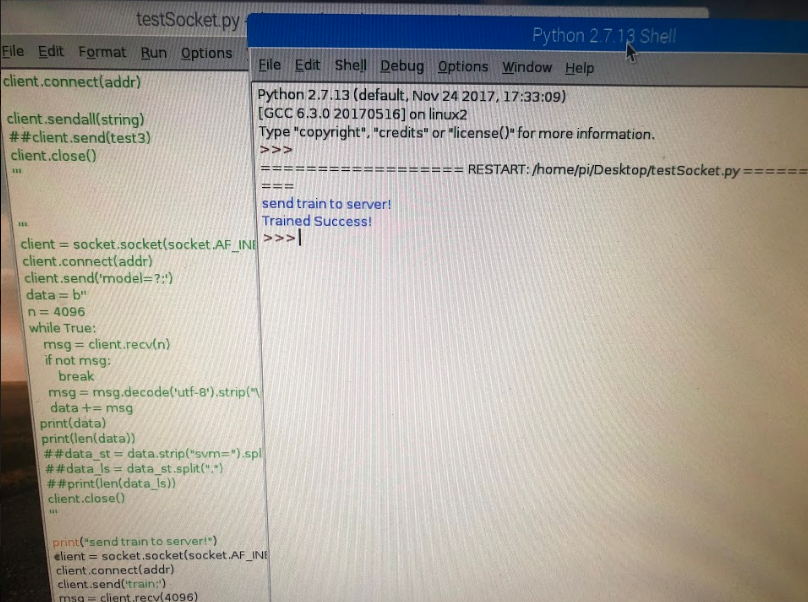 testSocket.py -
File Edit Format Run Options
client.connect(addr)
client.sendall(string)
##client.send(test3)
client.close()
'''
'''
client = socket.socket(socket.AF_INE
client.connect(addr)
client.send('model=?;')
data = b''
n = 4096
while True:
msg = client.recv(n)
if not msg:
break
msg = msg.decode('utf-8').strip("\
data += msg
print(data)
print(len(data))
##data_st = data.strip("svm=").spl
##data_ls = data_st.split(",")
##print(len(data_ls))
client.close()
'''
print("send train to server!")
client = socket.socket(socket.AF_INE
client.connect(addr)
client.send('train;')
msg = client.recv(4096)
Python 2.7.13 Shell
File Edit Shell Debug Options Window Help
Python 2.7.13 (default, Nov 24 2017, 17:33:09)
[GCC 6.3.0 20170516] on linux2
Type "copyright", "credits" or "license()" for more information.
>>>
================== RESTART: /home/pi/Desktop/testSocket.py ======
===
send train to server!
Trained Success!
>>>